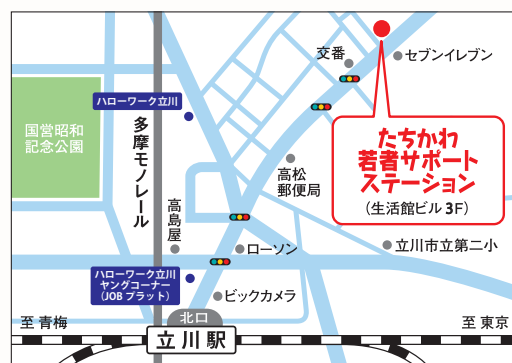 交番
セブンイレブン
ハローワーク立川
国営昭和
記念公園
多摩モノレール
たちかわ
若者サポート
ステーション
(生活館ビル 3F)
高松
郵便局
高島屋
ローソン
立川市立第二小
ハローワーク立川
ヤングコーナー
(JOB プラット)
ビックカメラ
北口
至 青梅
至 東京
立川駅